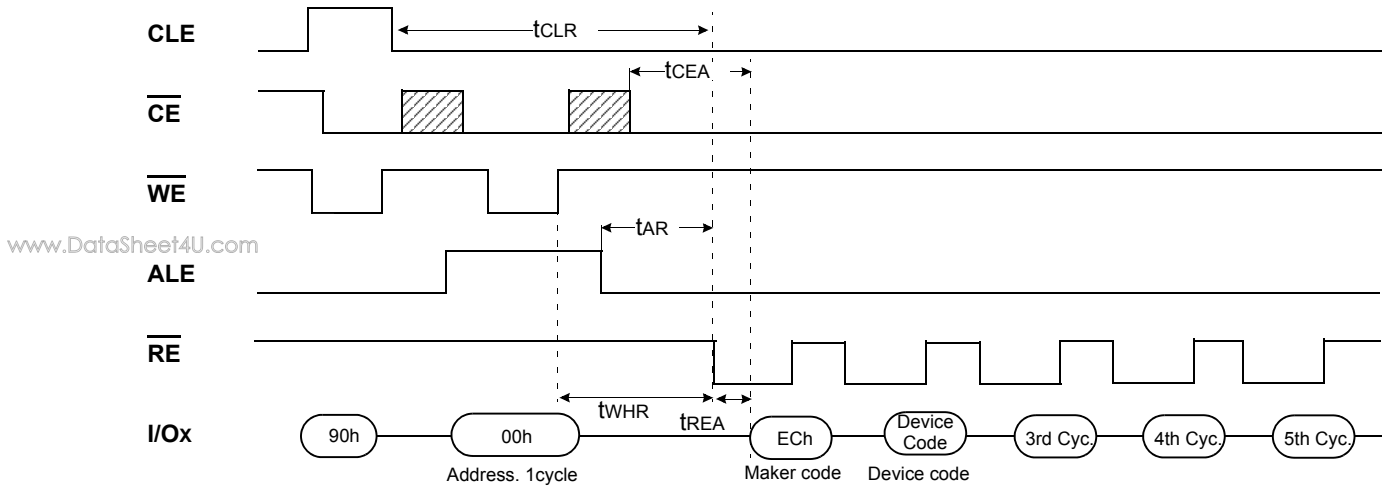 CLE
tCLR
tCEA
CE
WE
www.DataSheet4U.com
tAR
ALE
RE
tWHR
tREA
I/Ox
90h
00h
ECh
Device
Code
3rd Cyc.
4th Cyc.
5th Cyc.
Address. 1cycle
Maker code
Device code